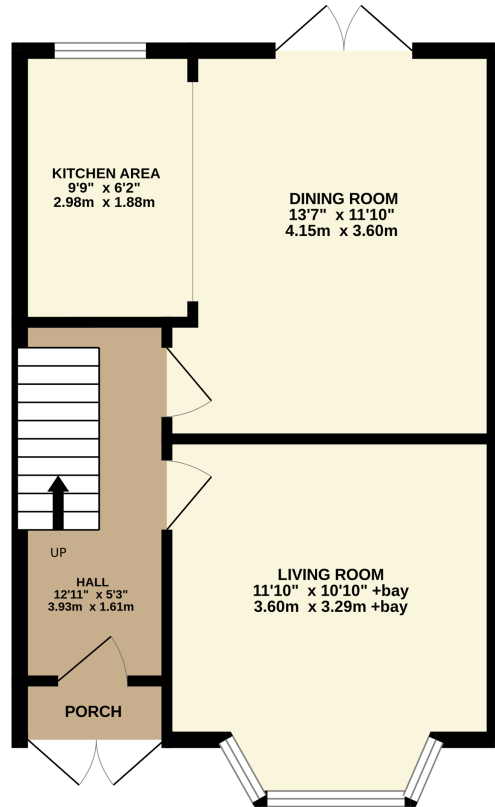 KITCHEN AREA
9'9" x 6'2"
2.98m x 1.88m
DINING ROOM
13'7" x 11'10"
4.15m x 3.60m
UP
HALL
12'11" x 5'3"
3.93m x 1.61m
LIVING ROOM
11'10" x 10'10" +bay
3.60m x 3.29m +bay
PORCH